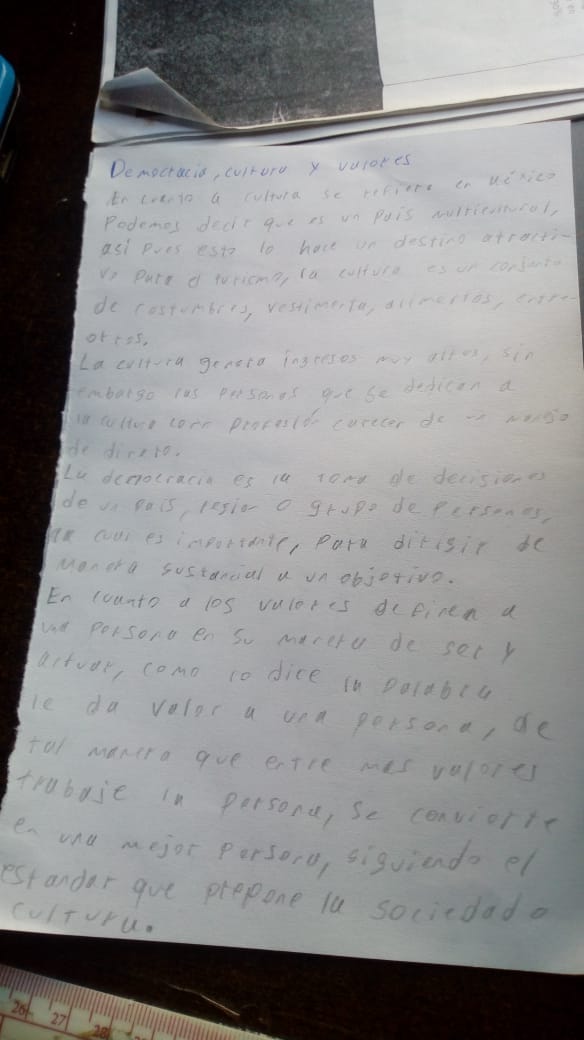 Democracia, cultura y valores
En cuanto a cultura se refiere en México
Podemos decir que es un País multicultural,
así pues esto lo hace un destino atracti-
vo para el turismo, la cultura es un conjunto
de costumbres, vestimenta, alimentos, entre
otros.
La cultura genera ingresos muy altos, sin
embargo las personas que se dedican a
la cultura como profesión carecer de un manejo
de dinero.
La democracia es la toma de decisiones
de un país, región o grupo de personas,
la cual es importante, para dirigir de
manera sustancial a un objetivo.
En cuanto a los valores definen a
una persona en su manera de ser y
actuar, como lo dice la palabra
le da valor a una persona, de
tal manera que entre mas valores
trabaje la persona, se convierte
en una mejor persona, siguiendo el
estandar que propone la sociedad o
cultura.
26 27 28